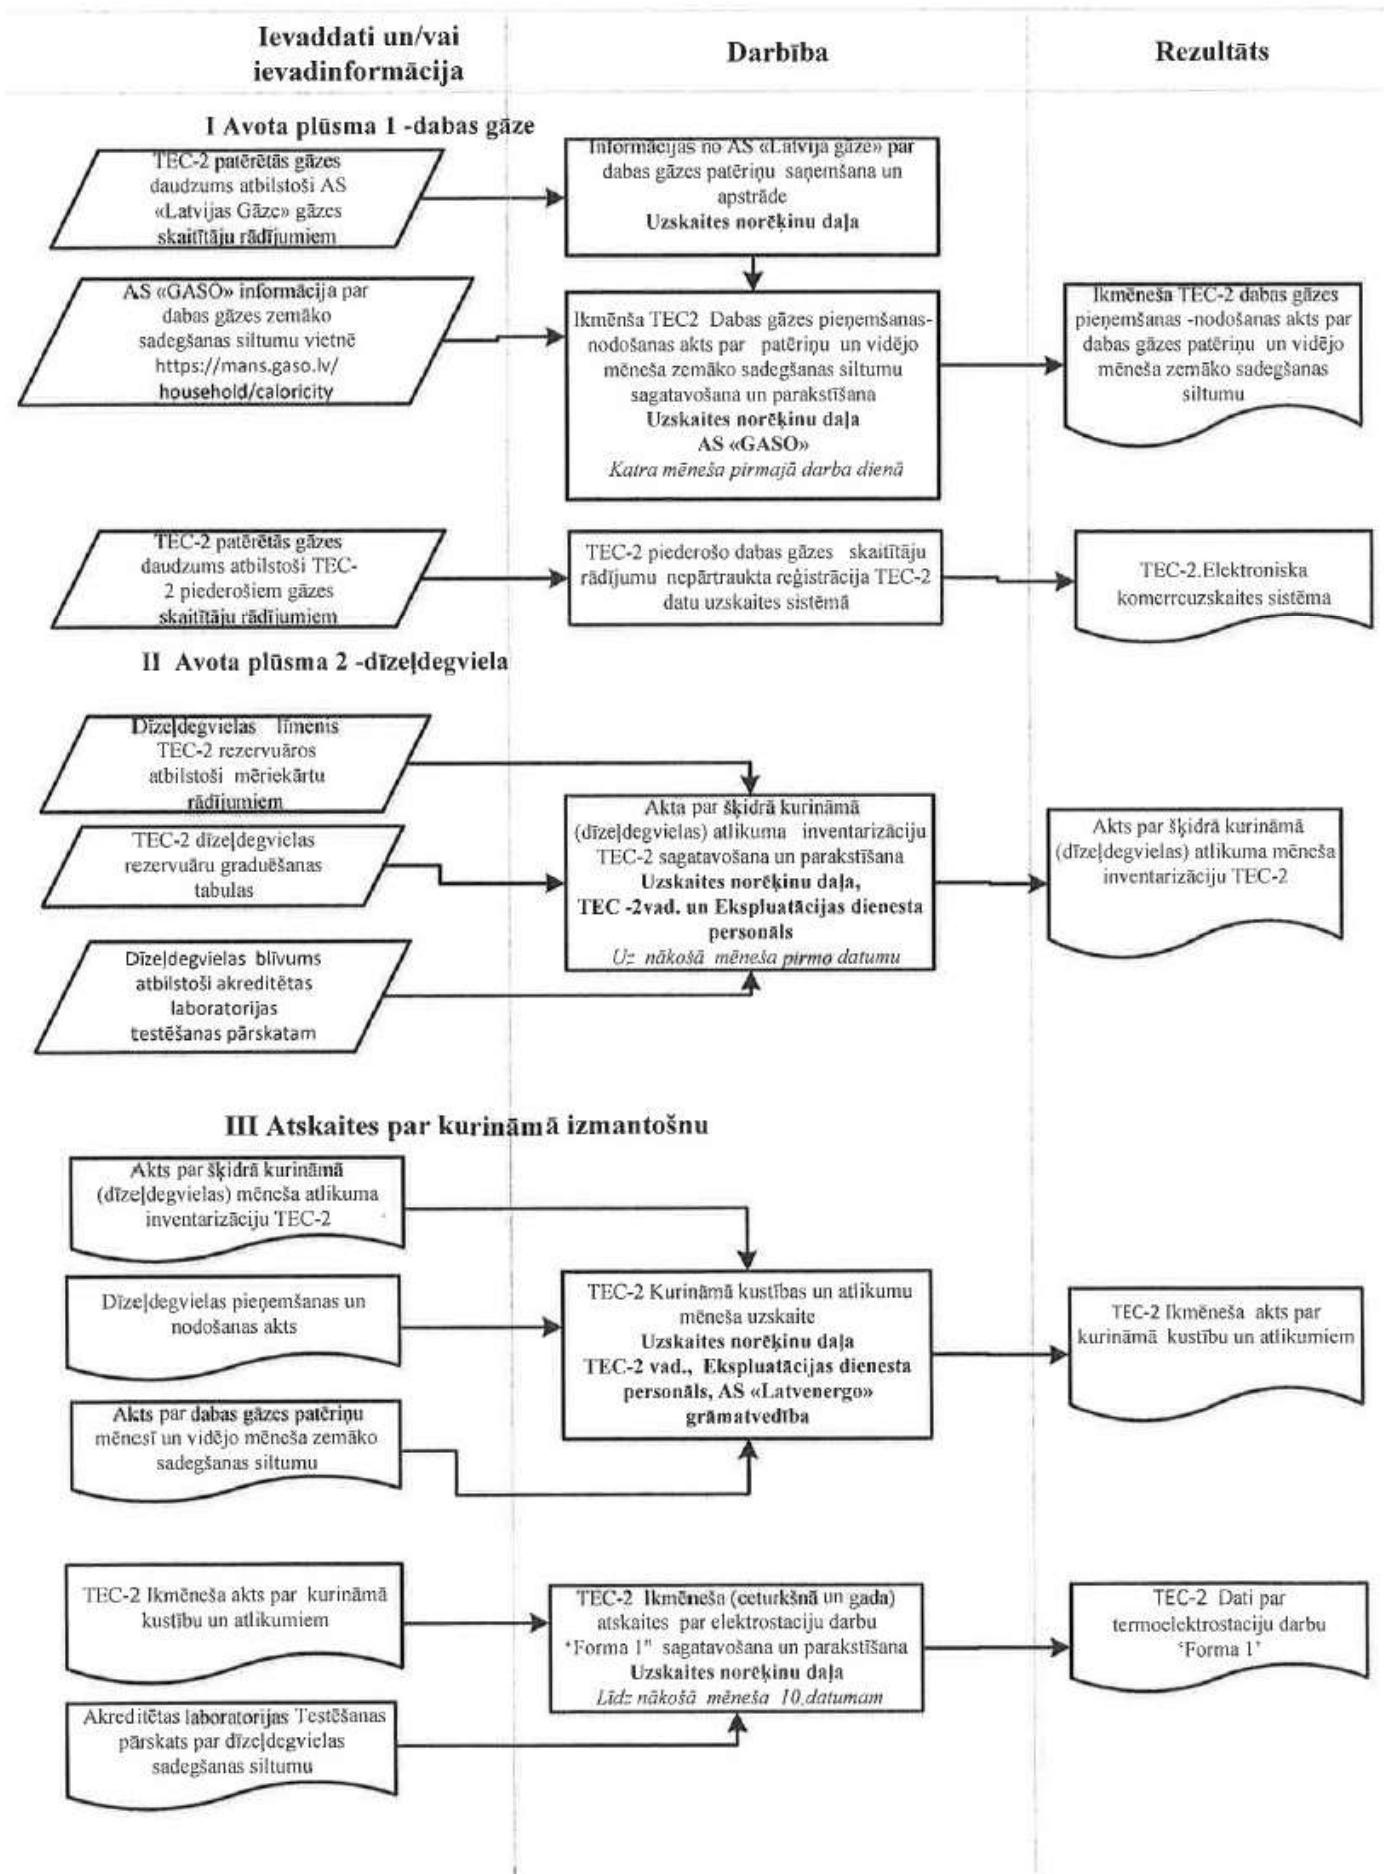 Ievaddati un/vai
ievadinformācija
Darbība
Rezultāts
I Avota plūsma 1 -dabas gāze
TEC-2 patērētās gāzes
daudzums atbilstoši AS
«Latvijas Gāze» gāzes
skaitītāju rādījumiem
Informācijas no AS «Latvija gāze» par
dabas gāzes patēriņu saņemšana un
apstrāde
Uzskaites norēķinu daļa
AS «GASO» informācija par
dabas gāzes zemāko
sadegšanas siltumu vietnē
https://mans.gaso.lv/
household/caloricity
Ikmēnša TEC2 Dabas gāzes pieņemšanas-
nodošanas akts par patēriņu un vidējo
mēneša zemāko sadegšanas siltumu
sagatavošana un parakstīšana
Uzskaites norēķinu daļa
AS «GASO»
Katra mēneša pirmajā darba dienā
Ikmēneša TEC-2 dabas gāzes
pieņemšanas -nodošanas akts par
dabas gāzes patēriņu un vidējo
mēneša zemāko sadegšanas
siltumu
TEC-2 patērētās gāzes
daudzums atbilstoši TEC-
2 piederošiem gāzes
skaitītāju rādījumiem
TEC-2 piederošo dabas gāzes skaitītāju
rādījumu nepārtraukta reģistrācija TEC-2
datu uzskaites sistēmā
TEC-2.Elektroniska
komerrcuzskaites sistēma
II Avota plūsma 2 -dīzeļdegviela
Dīzeļdegvielas līmenis
TEC-2 rezervuāros
atbilstoši mēriekārtu
rādījumiem
TEC-2 dīzeļdegvielas
rezervuāru graduēšanas
tabulas
Dīzeļdegvielas blīvums
atbilstoši akreditētas
laboratorijas
testēšanas pārskatam
Akta par šķidrā kurināmā
(dīzeļdegvielas) atlikuma inventarizāciju
TEC-2 sagatavošana un parakstīšana
Uzskaites norēķinu daļa,
TEC -2vad. un Ekspluatācijas dienesta
personāls
Uz nākošā mēneša pirmo datumu
Akts par šķidrā kurināmā
(dīzeļdegvielas) atlikuma mēneša
inventarizāciju TEC-2
III Atskaites par kurināmā izmantošnu
Akts par šķidrā kurināmā
(dīzeļdegvielas) mēneša atlikuma
inventarizāciju TEC-2
Dīzeļdegvielas pieņemšanas un
nodošanas akts
Akts par dabas gāzes patēriņu
mēnesī un vidējo mēneša zemāko
sadegšanas siltumu
TEC-2 Kurināmā kustības un atlikumu
mēneša uzskaite
Uzskaites norēķinu daļa
TEC-2 vad., Ekspluatācijas dienesta
personāls, AS «Latvenergo»
grāmatvedība
TEC-2 Ikmēneša akts par
kurināmā kustību un atlikumiem
TEC-2 Ikmēneša akts par kurināmā
kustību un atlikumiem
Akreditētas laboratorijas Testēšanas
pārskats par dīzeļdegvielas
sadegšanas siltumu
TEC-2 Ikmēneša (ceturkšnā un gada)
atskaites par elektrostaciju darbu
“Forma 1” sagatavošana un parakstīšana
Uzskaites norēķinu daļa
Līdz nākošā mēneša 10.datumam
TEC-2 Dati par
termoelektrostaciju darbu
‘Forma 1’